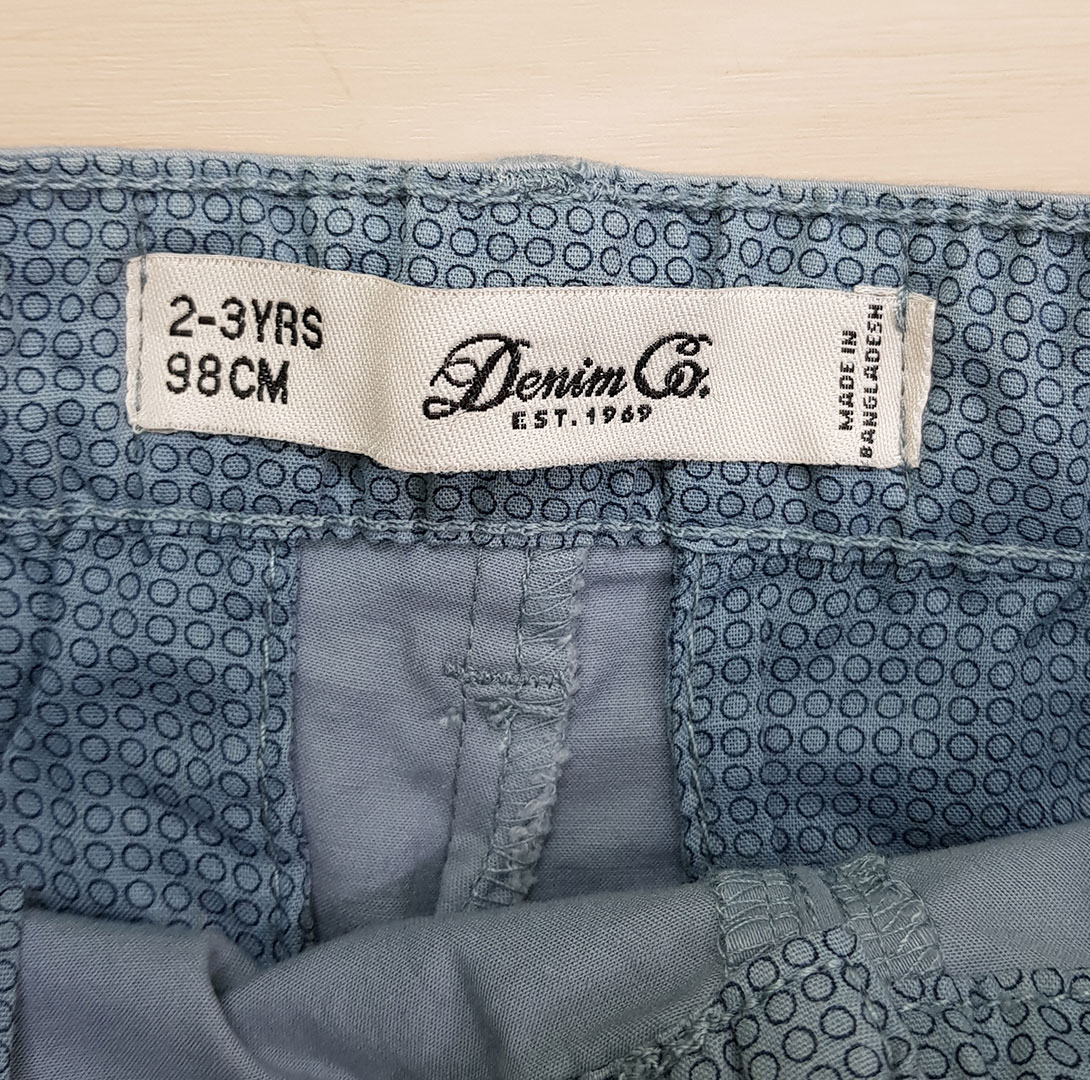 2-3YRS
98CM
Denim Co.
EST. 1969
MADE IN
BANGLADESH